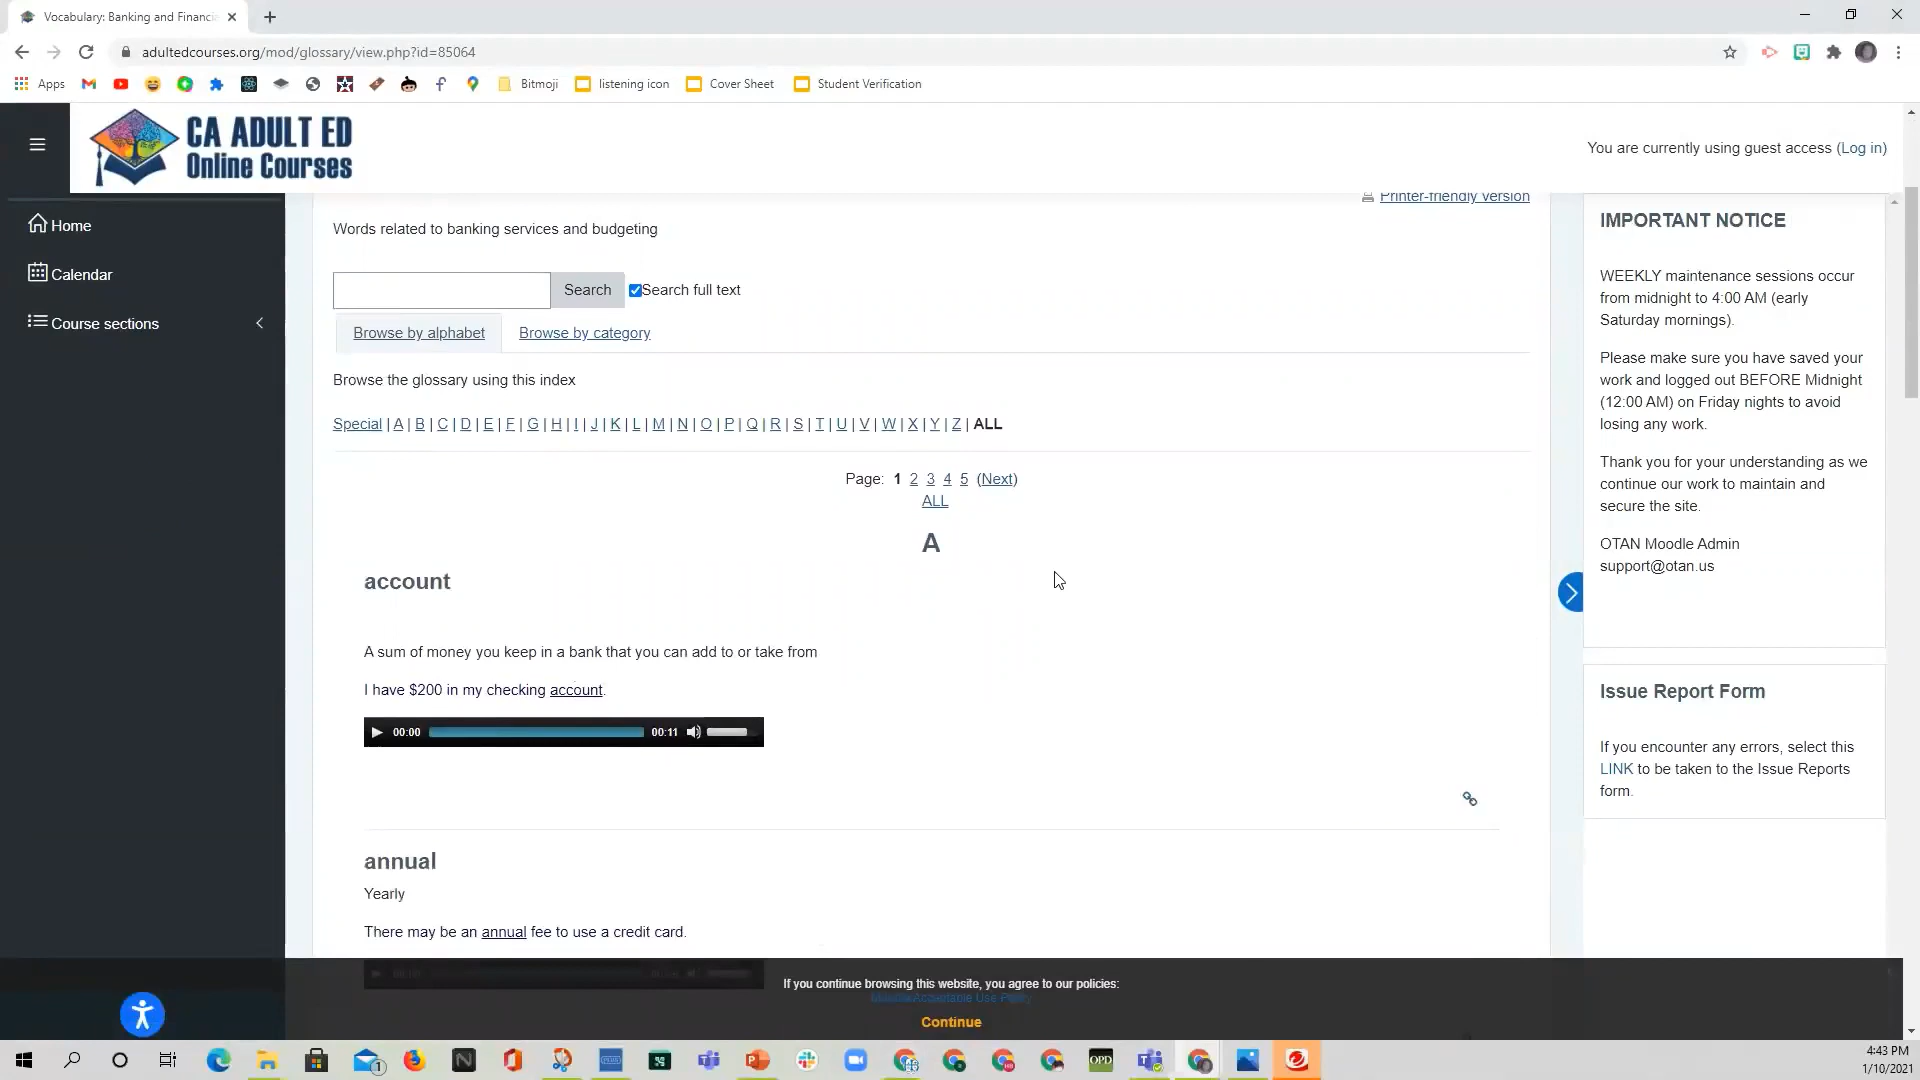 Vocabulary: Banking and Financia
adultedcourses.org/mod/glossary/view.php?id=85064
Apps
Bitmoji
listening icon
Cover Sheet
Student Verification
CA ADULT ED
Online Courses
You are currently using guest access (Log in)
Home
Calendar
Course sections
Printer-friendly version
Words related to banking services and budgeting
Search
Search full text
Browse by alphabet
Browse by category
Browse the glossary using this index
Special | A | B | C | D | E | F | G | H | I | J | K | L | M | N | O | P | Q | R | S | T | U | V | W | X | Y | Z | ALL
Page: 1 2 3 4 5 (Next)
ALL
A
account
A sum of money you keep in a bank that you can add to or take from
I have $200 in my checking account.
00:00
00:11
annual
Yearly
There may be an annual fee to use a credit card.
IMPORTANT NOTICE
WEEKLY maintenance sessions occur
from midnight to 4:00 AM (early
Saturday mornings).
Please make sure you have saved your
work and logged out BEFORE Midnight
(12:00 AM) on Friday nights to avoid
losing any work.
Thank you for your understanding as we
continue our work to maintain and
secure the site.
OTAN Moodle Admin
support@otan.us
Issue Report Form
If you encounter any errors, select this
LINK to be taken to the Issue Reports
form.
If you continue browsing this website, you agree to our policies:
Acceptable Use Policy
Continue
OPD
4:43 PM
1/10/2021